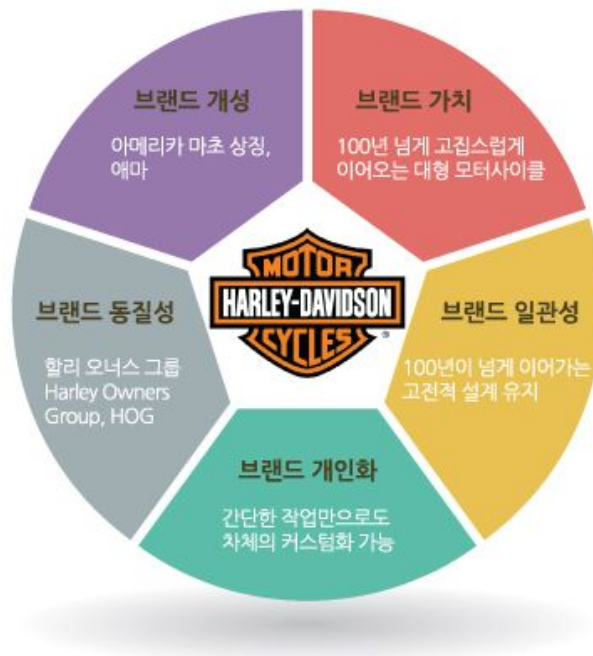 브랜드 개성
아메리카 마초 상징,
애마
브랜드 가치
100년 넘게 고집스럽게
이어오는 대형 모터사이클
브랜드 동질성
할리 오너스 그룹
Harley Owners
Group, HOG
MOTOR
HARLEY-DAVIDSON
CYCLES
®
브랜드 일관성
100년이 넘게 이어가는
고전적 설계 유지
브랜드 개인화
간단한 작업만으로도
차체의 커스텀화 가능